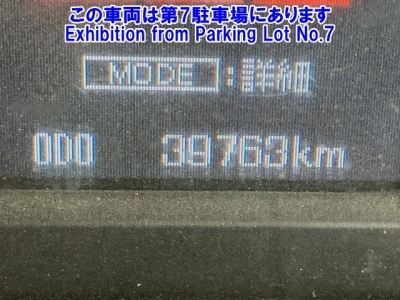 この車両は第7駐車場にあります
Exhibition from Parking Lot No.7
MODE :詳細
ODO 39763km